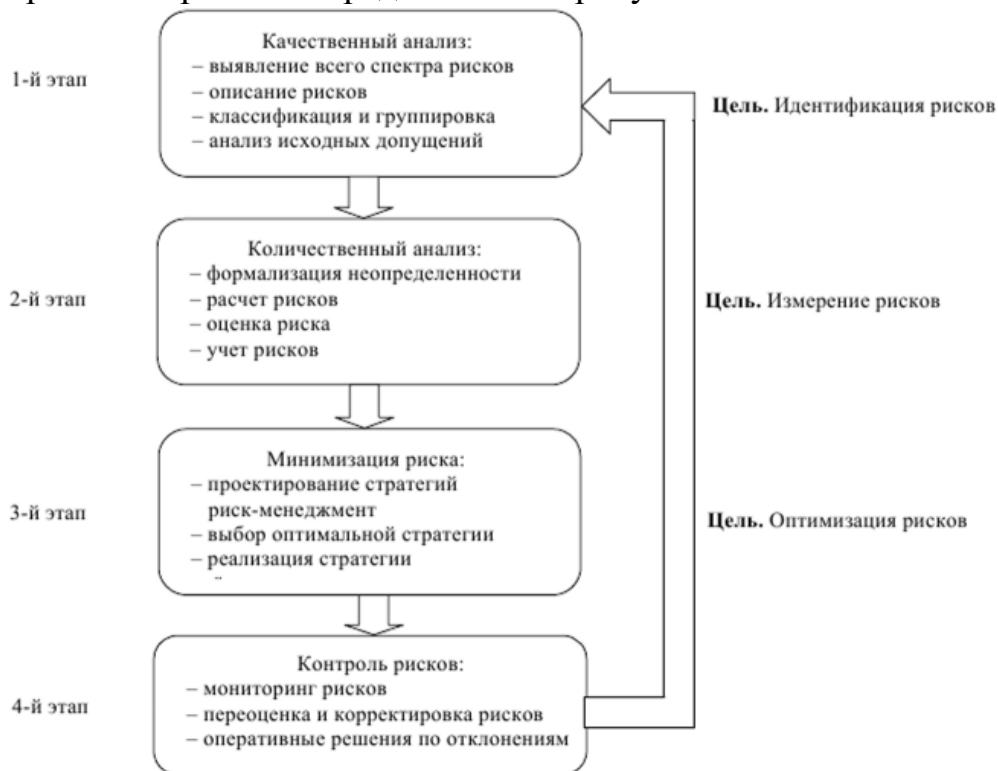 Качественный анализ:
– выявление всего спектра рисков
1-й этап
– описание рисков
Цель. Идентификация рисков
– классификация и группировка
– анализ исходных допущений
Количественный анализ:
– формализация неопределенности
2-й этап
– расчет рисков
Цель. Измерение рисков
– оценка риска
– учет рисков
Минимизация риска:
– проектирование стратегий
3-й этап
риск-менеджмент
Цель. Оптимизация рисков
– выбор оптимальной стратегии
– реализация стратегии
Контроль рисков:
– мониторинг рисков
4-й этап
– переоценка и корректировка рисков
– оперативные решения по отклонениям